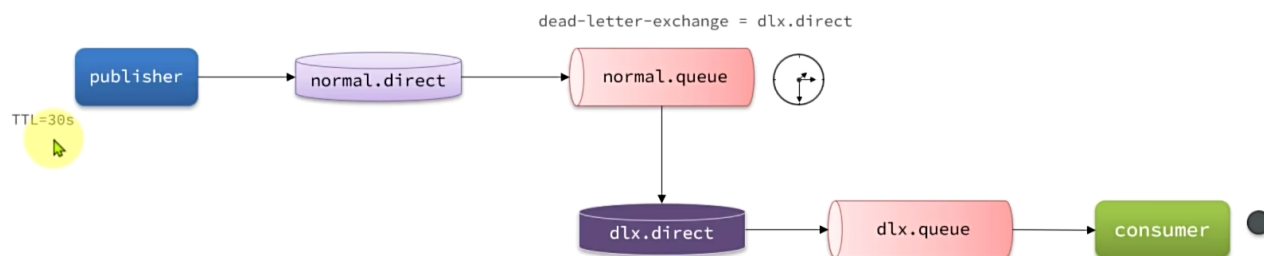 dead-letter-exchange = dlx.direct
publisher
normal.direct
normal.queue
TTL=30s
dlx.direct
dlx.queue
consumer